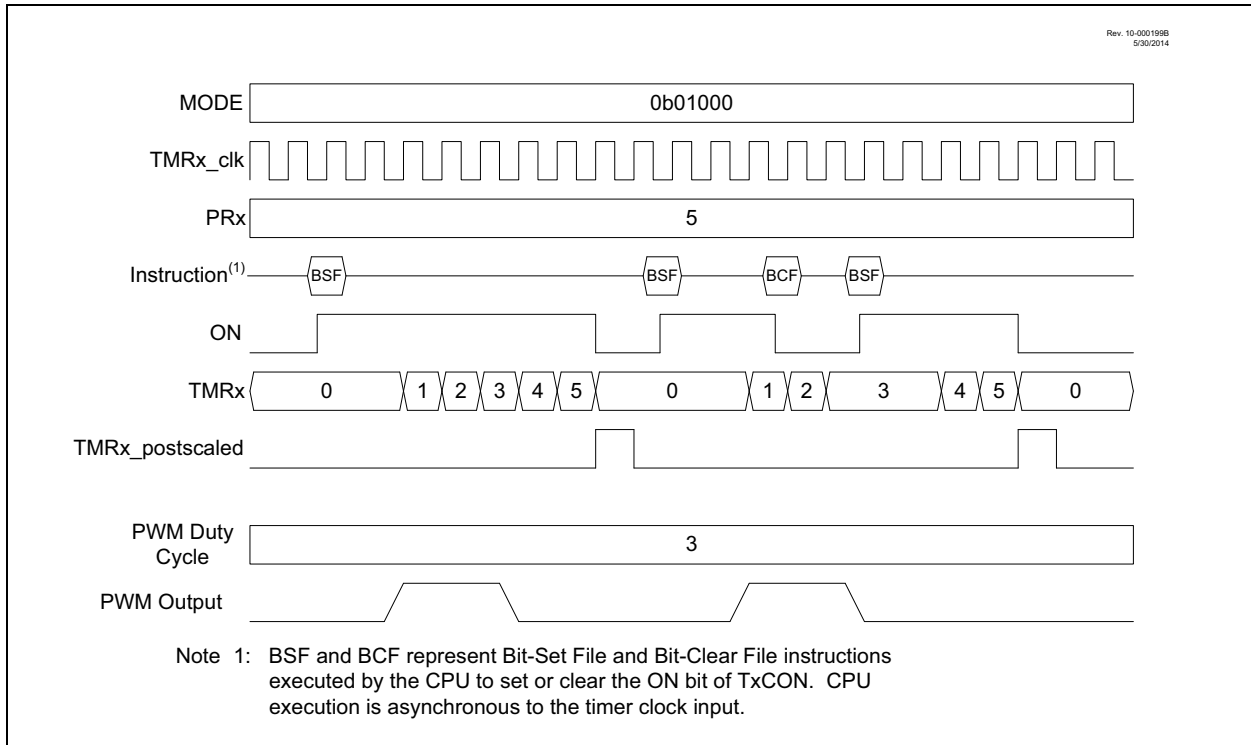 Rev. 10-000199B
5/30/2014
MODE 0b01000
TMRx_clk
PRx 5
Instruction(1) BSF BSF BCF BSF
ON
TMRx 0 1 2 3 4 5 0 1 2 3 4 5 0
TMRx_postscaled
PWM Duty
Cycle 3
PWM Output
Note 1: BSF and BCF represent Bit-Set File and Bit-Clear File instructions
executed by the CPU to set or clear the ON bit of TxCON. CPU
execution is asynchronous to the timer clock input.